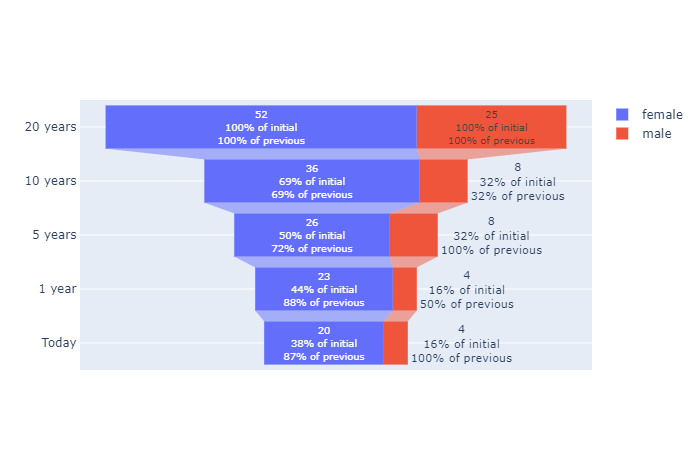 female
male
20 years
52
100% of initial
100% of previous
25
100% of initial
100% of previous
10 years
36
69% of initial
69% of previous
8
32% of initial
32% of previous
5 years
26
50% of initial
72% of previous
8
32% of initial
100% of previous
1 year
23
44% of initial
88% of previous
4
16% of initial
50% of previous
Today
20
38% of initial
87% of previous
4
16% of initial
100% of previous